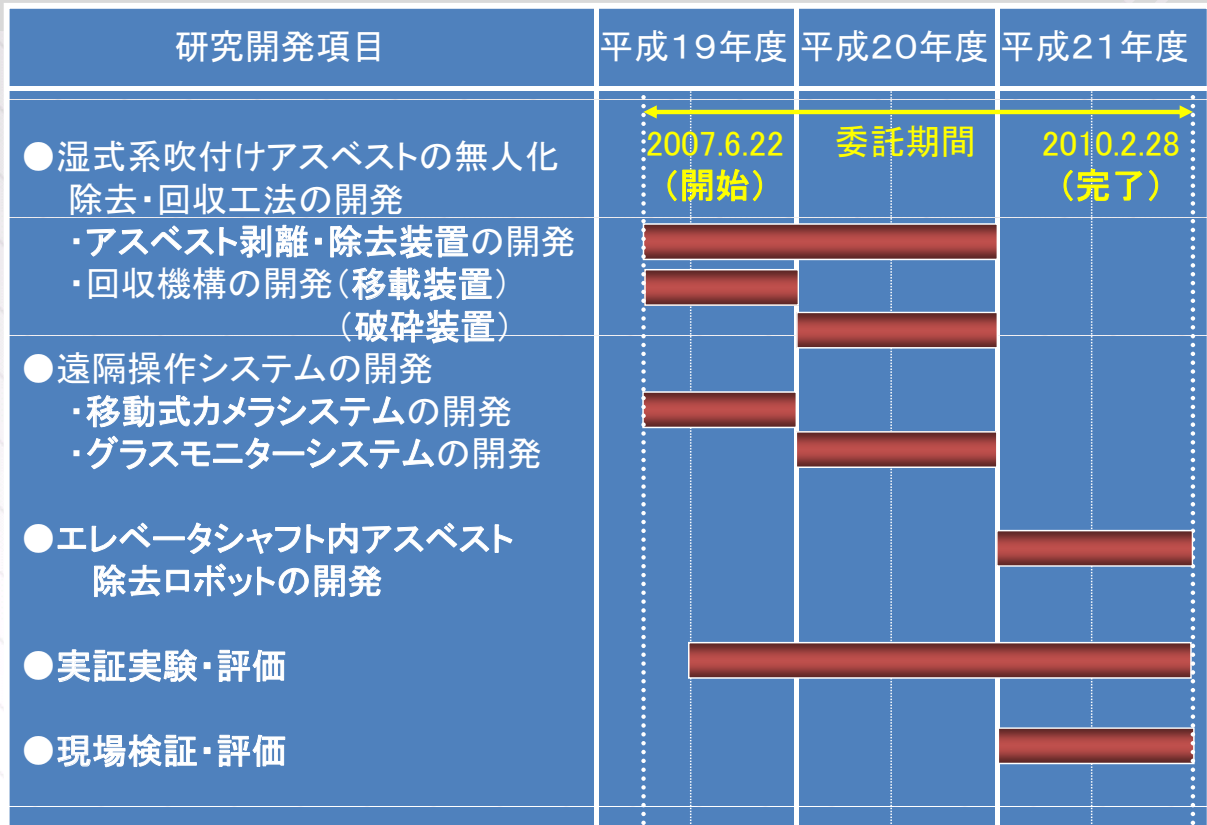 研究開発項目
平成19年度
平成20年度
平成21年度
2007.6.22
(開始)
委託期間
2010.2.28
(完了)
●湿式系吹付けアスベストの無人化
除去・回収工法の開発
・アスベスト剥離・除去装置の開発
・回収機構の開発(移載装置)
(破砕装置)
●遠隔操作システムの開発
・移動式カメラシステムの開発
・グラスモニターシステムの開発
●エレベータシャフト内アスベスト
除去ロボットの開発
●実証実験・評価
●現場検証・評価